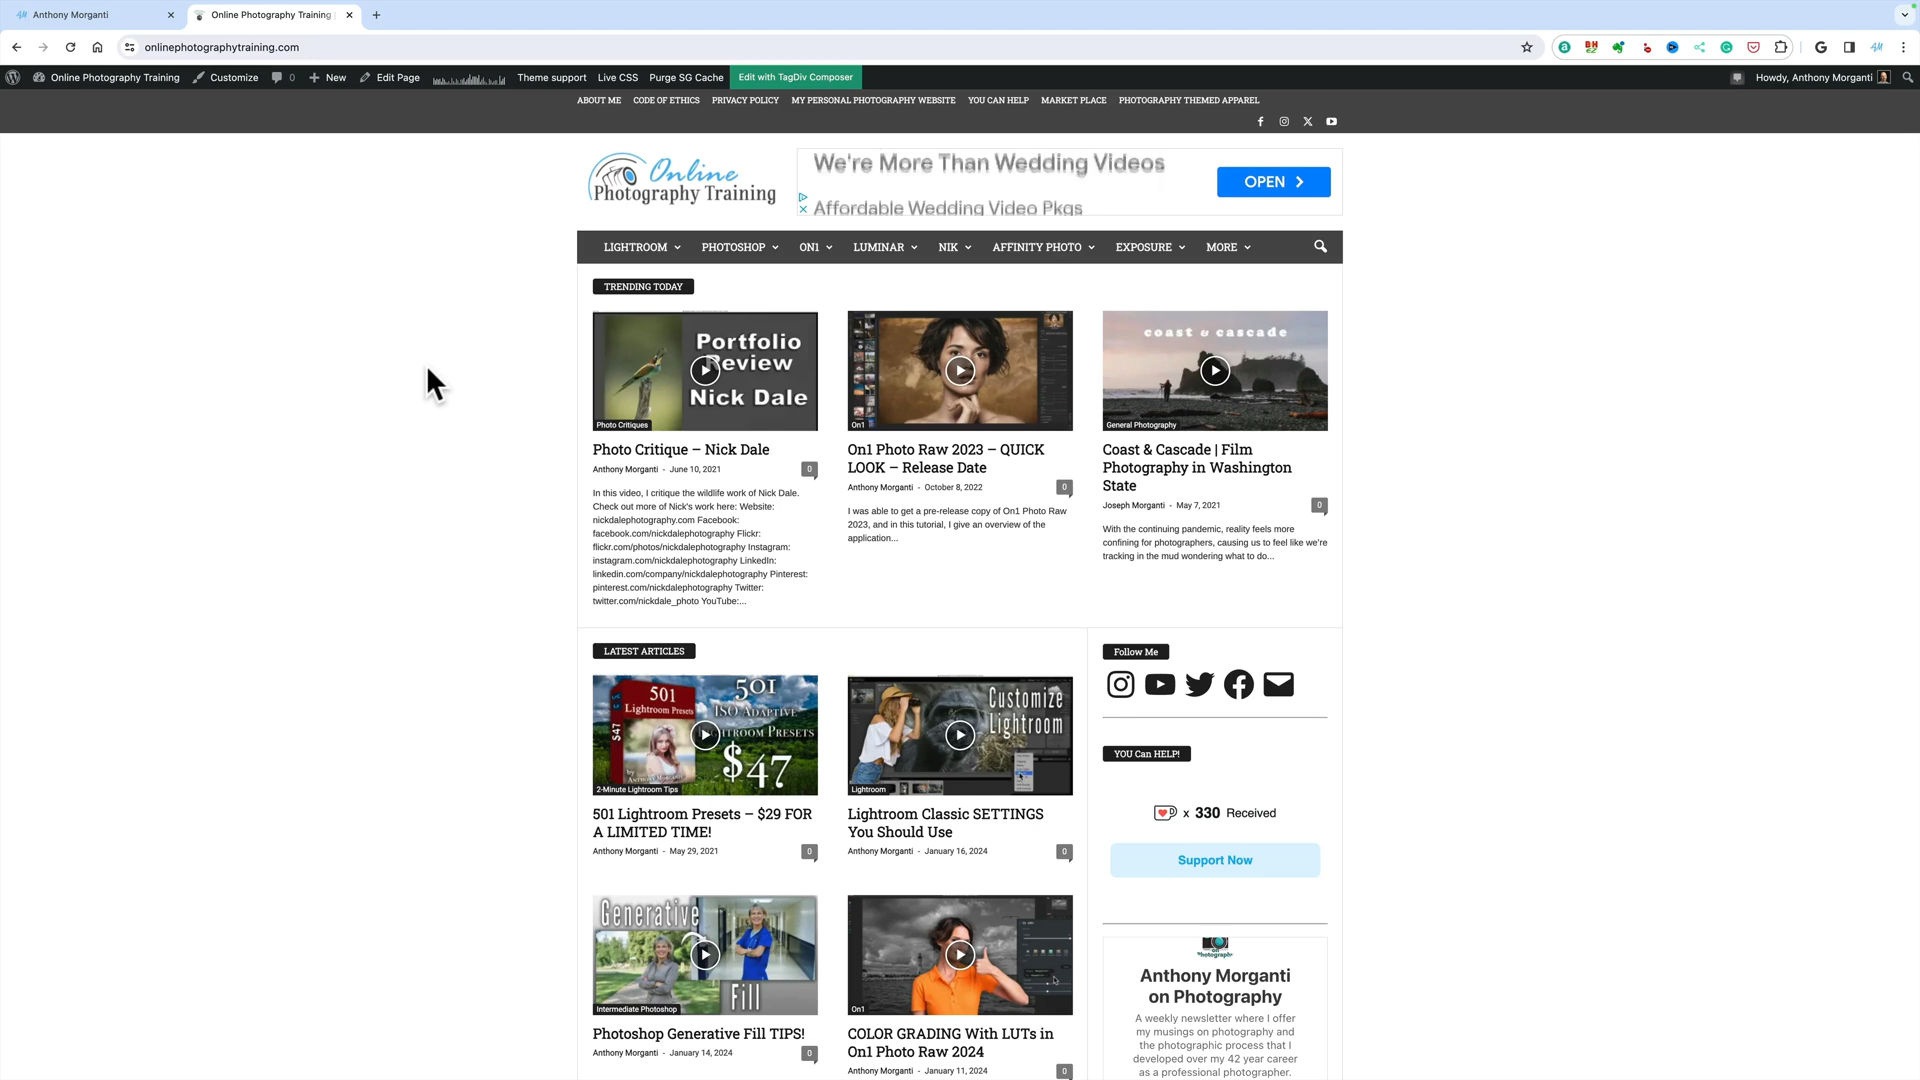 Anthony Morganti
Online Photography Training
onlinephotographytraining.com
Online Photography Training Customize 0 New Edit Page Theme support Live CSS Purge SG Cache Edit with TagDiv Composer Howdy, Anthony Morganti
ABOUT ME CODE OF ETHICS PRIVACY POLICY MY PERSONAL PHOTOGRAPHY WEBSITE YOU CAN HELP MARKET PLACE PHOTOGRAPHY THEMED APPAREL
Online
Photography Training
We're More Than Wedding Videos
Affordable Wedding Video Pkgs
OPEN
LIGHTROOM PHOTOSHOP ON1 LUMINAR NIK AFFINITY PHOTO EXPOSURE MORE
TRENDING TODAY
Portfolio
Review
Nick Dale
Photo Critiques
Photo Critique – Nick Dale
Anthony Morganti - June 10, 2021
0
In this video, I critique the wildlife work of Nick Dale.
Check out more of Nick's work here: Website:
nickdalephotography.com Facebook:
facebook.com/nickdalephotography Flickr:
flickr.com/photos/nickdalephotography Instagram:
instagram.com/nickdalephotography LinkedIn:
linkedin.com/company/nickdalephotography Pinterest:
pinterest.com/nickdalephotography Twitter:
twitter.com/nickdale_photo YouTube:...
On1
On1 Photo Raw 2023 – QUICK
LOOK – Release Date
Anthony Morganti - October 8, 2022
0
I was able to get a pre-release copy of On1 Photo Raw
2023, and in this tutorial, I give an overview of the
application...
coast & cascade
General Photography
Coast & Cascade | Film
Photography in Washington
State
Joseph Morganti - May 7, 2021
0
With the continuing pandemic, reality feels more
confining for photographers, causing us to feel like we're
tracking in the mud wondering what to do...
LATEST ARTICLES
501
Lightroom Presets
$47
by
ANTHONY MORGANTI
501
ISO ADAPTIVE
LIGHTROOM PRESETS
$47
2-Minute Lightroom Tips
501 Lightroom Presets – $29 FOR
A LIMITED TIME!
Anthony Morganti - May 29, 2021
0
Customize
Lightroom
Lightroom
Lightroom Classic SETTINGS
You Should Use
Anthony Morganti - January 16, 2024
0
Generative
Fill
Intermediate Photoshop
Photoshop Generative Fill TIPS!
Anthony Morganti - January 14, 2024
0
On1
COLOR GRADING With LUTs in
On1 Photo Raw 2024
Anthony Morganti - January 11, 2024
0
Follow Me
YOU Can HELP!
x 330 Received
Support Now
on
Photography
Anthony Morganti
on Photography
A weekly newsletter where I offer
my musings on photography and
the photographic process that I
developed over my 42 year career
as a professional photographer.